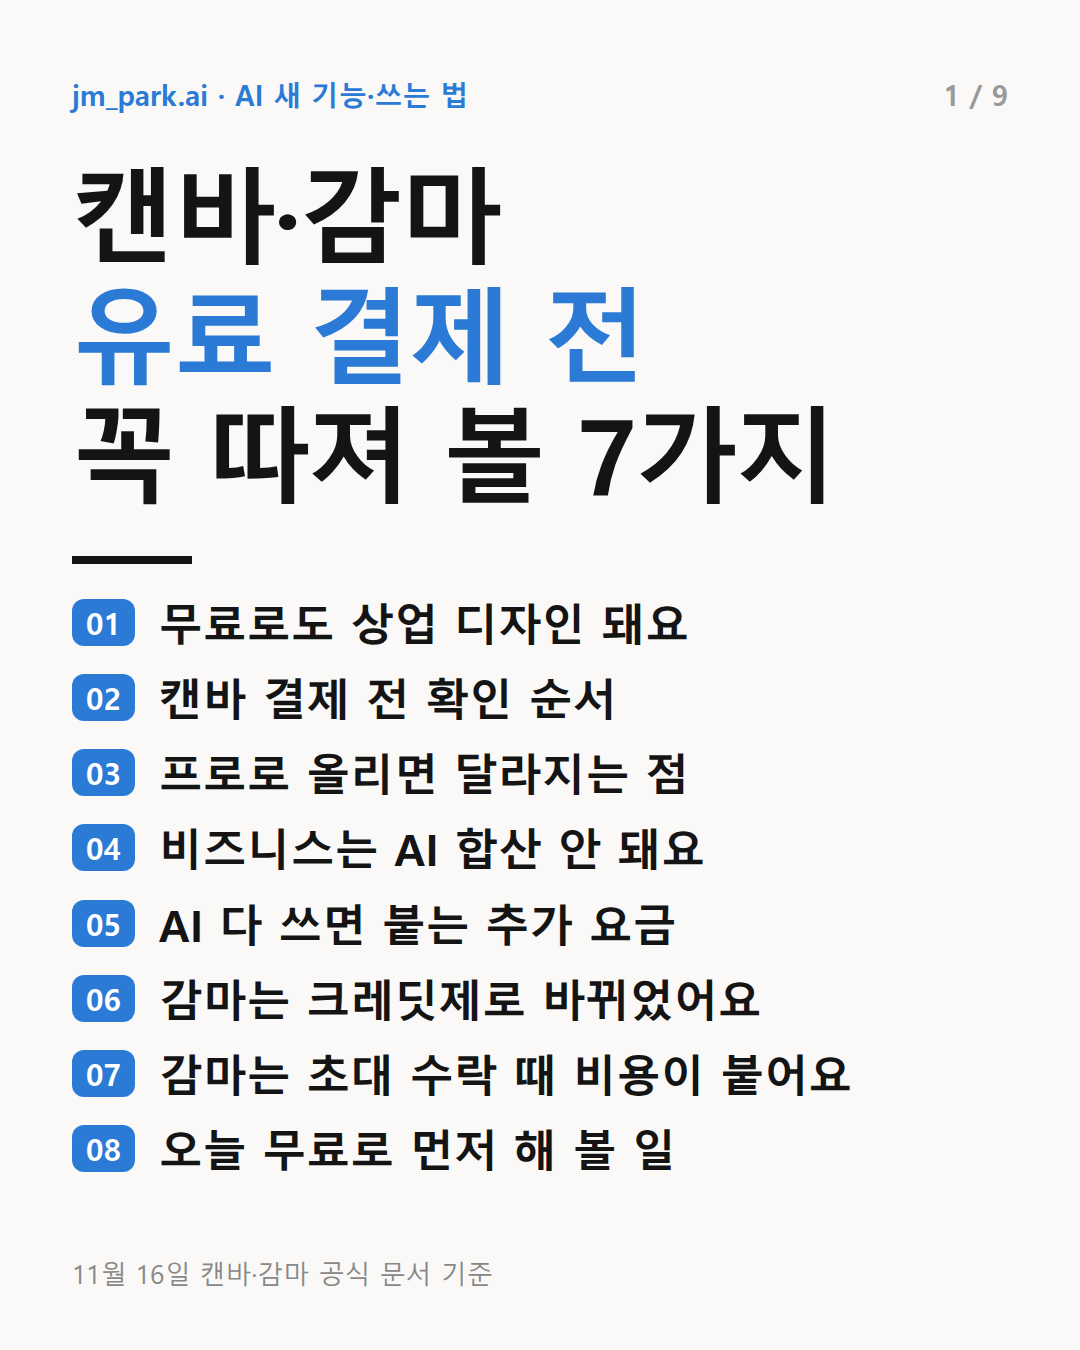 jm_park.ai · AI 새 기능·쓰는 법
1 / 9
캔바·감마
유료 결제 전
꼭 따져 볼 7가지
01 무료로도 상업 디자인 돼요
02 캔바 결제 전 확인 순서
03 프로로 올리면 달라지는 점
04 비즈니스는 AI 합산 안 돼요
05 AI 다 쓰면 붙는 추가 요금
06 감마는 크레딧제로 바뀌었어요
07 감마는 초대 수락 때 비용이 붙어요
08 오늘 무료로 먼저 해 볼 일
11월 16일 캔바·감마 공식 문서 기준